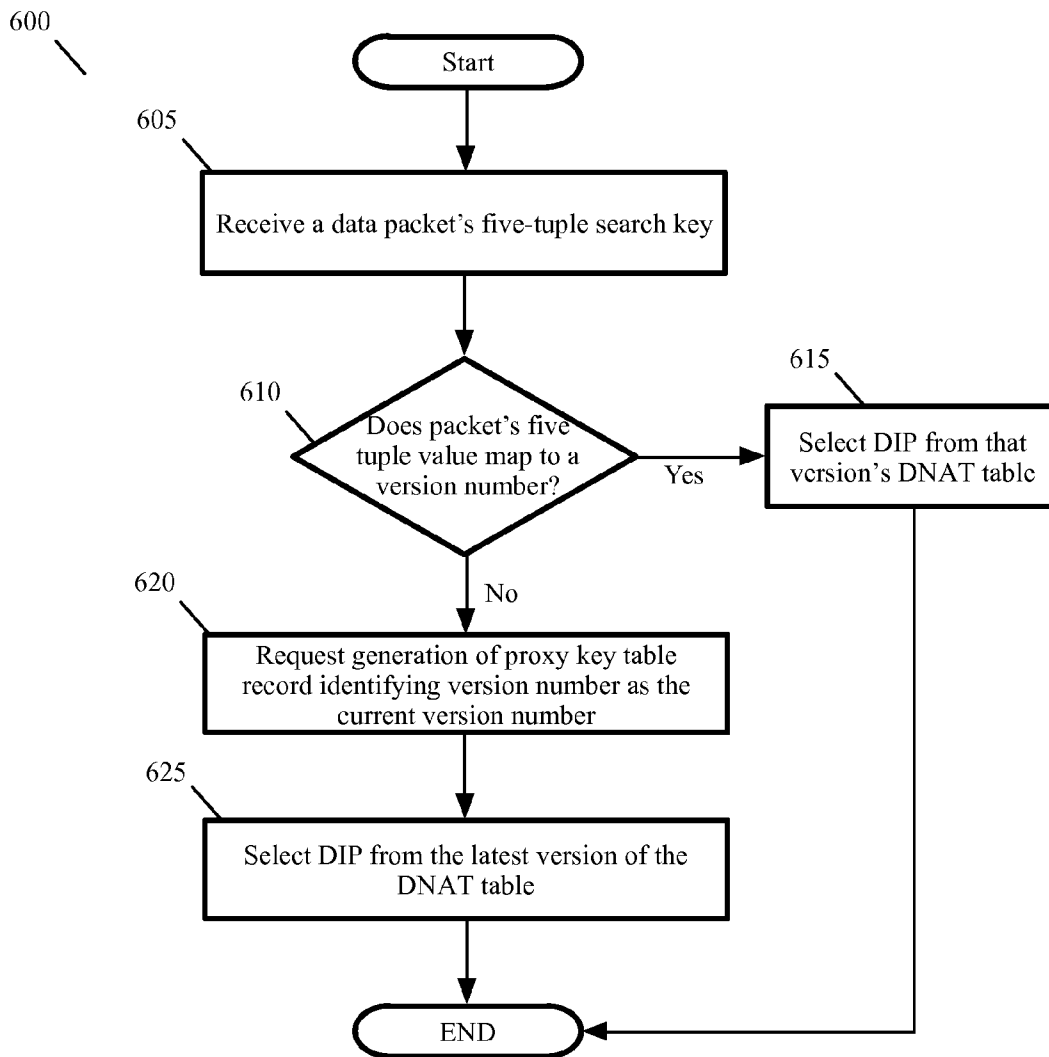 600
Start
605
Receive a data packet's five-tuple search key
610
Does packet's five
tuple value map to a
version number?
Yes
615
Select DIP from that
version's DNAT table
No
620
Request generation of proxy key table
record identifying version number as the
current version number
625
Select DIP from the latest version of the
DNAT table
END